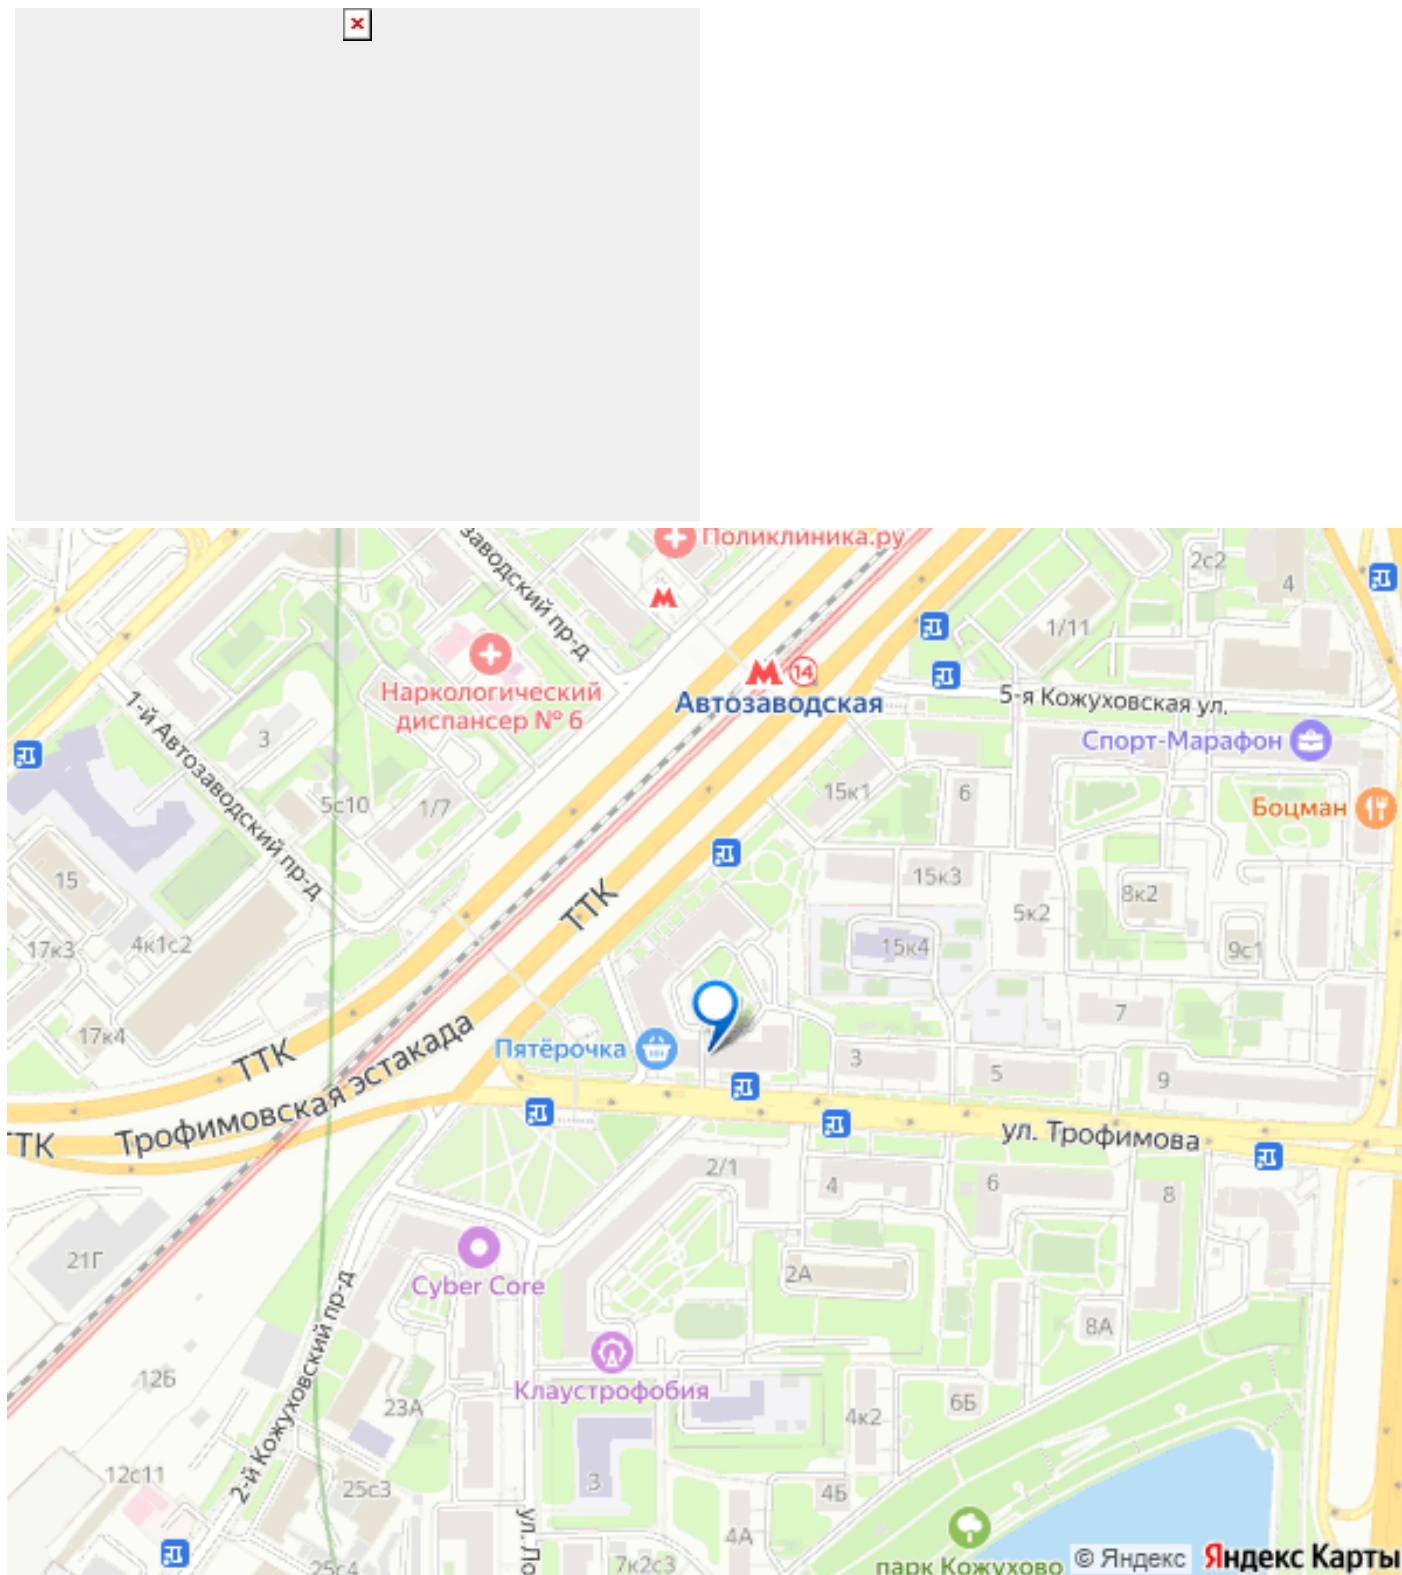 Поликлиника.ру
заводский пр-д
2с2
4
1/11
14
Автозаводская
Наркологический
диспансер № 6
5-я Кожуховская ул.
1-й Автозаводский пр-д
3
Спорт-Марафон
5с10
1/7
15к1
6
Боцман
15
15к3
8к2
ТТК
5к2
17к3
4к1с2
15к4
9с1
7
17к4
ТТК
Трофимовская эстакада
Пятёрочка
3
5
9
ТТК
ул. Трофимова
2/1
4
6
8
21Г
Cyber Core
2А
8А
2-й Кожуховский пр-д
12б
Клаустрофобия
23А
4к2
6Б
12с11
25с3
3
4Б
ул. Ло
4А
25с4
7к2с3
парк Кожухово
© Яндекс
Яндекс Карты